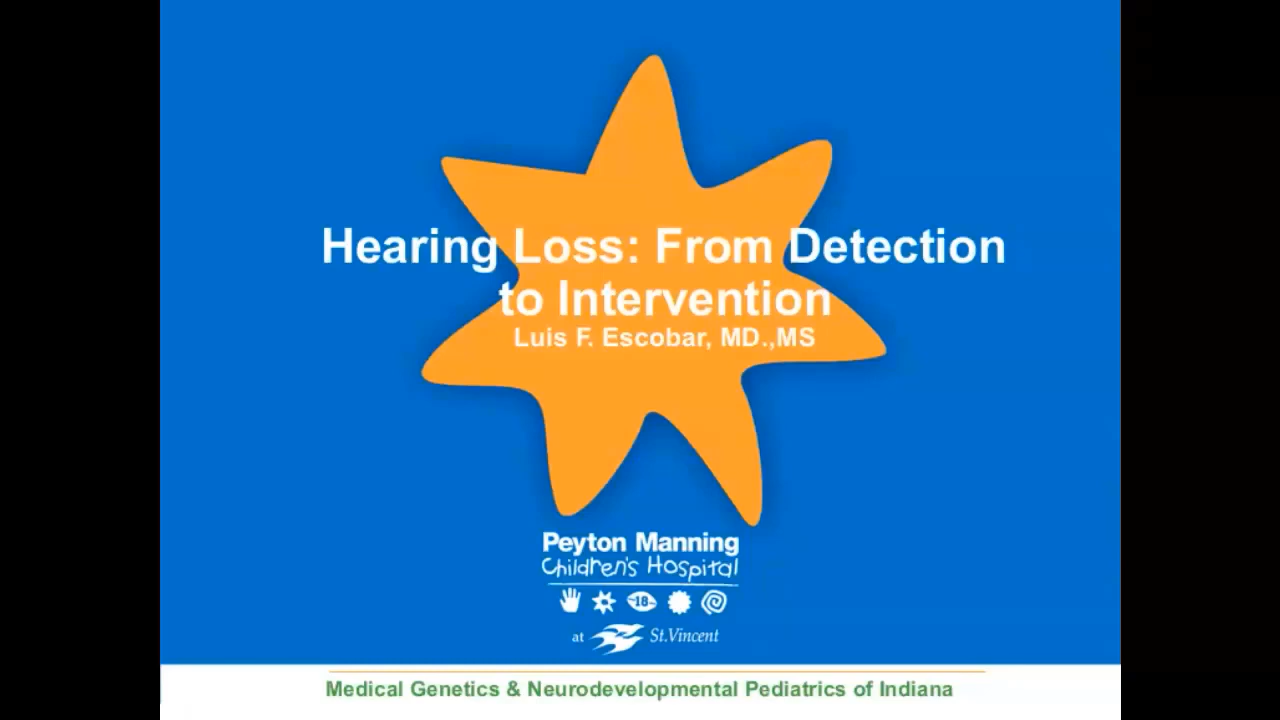 Hearing Loss: From Detection
to Intervention
Luis F. Escobar, MD.,MS
Peyton Manning
Children's Hospital
18
at St.Vincent
Medical Genetics & Neurodevelopmental Pediatrics of Indiana